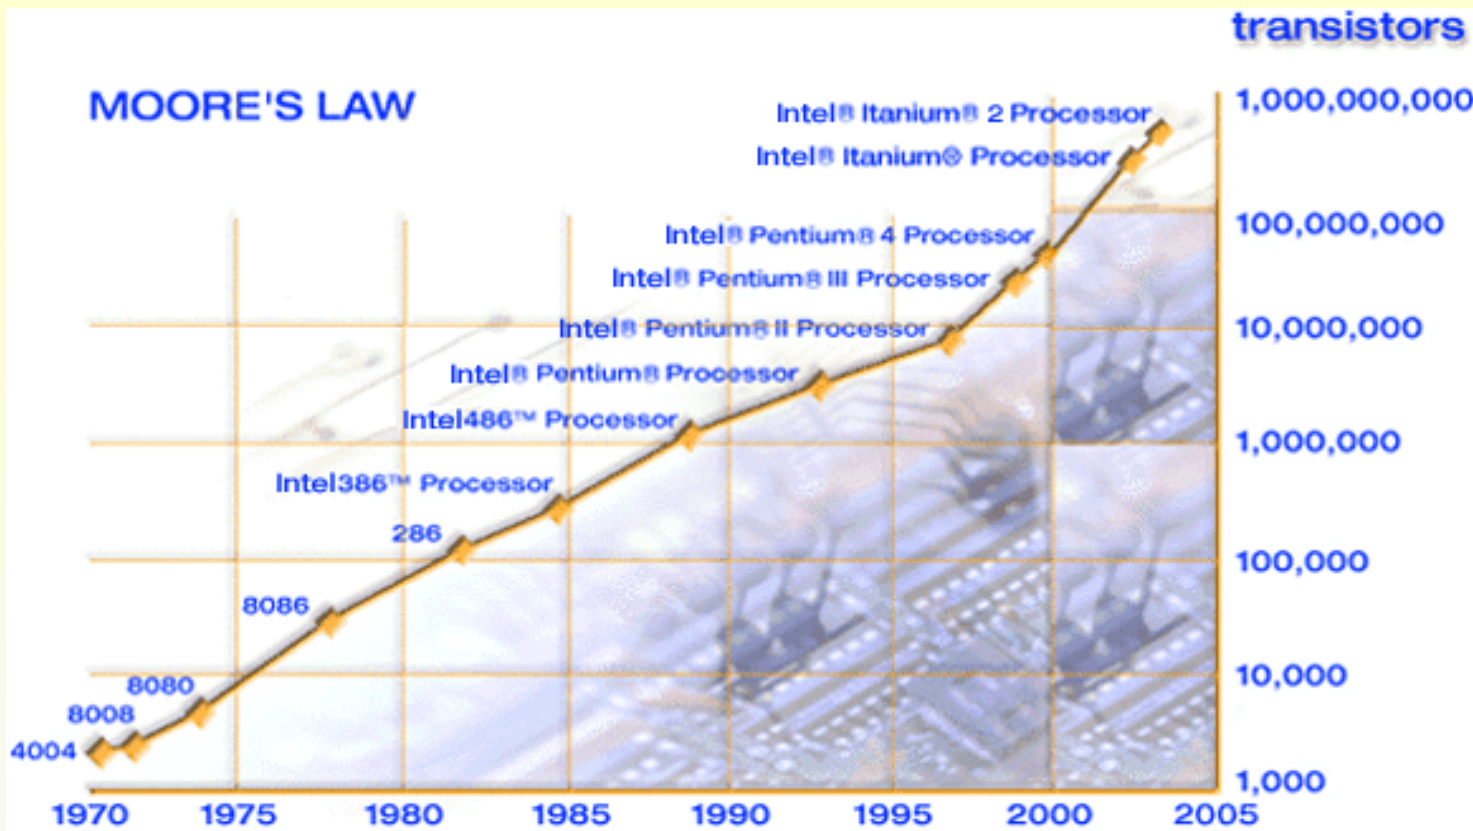 transistors
MOORE'S LAW
1,000,000,000
Intel® Itanium® 2 Processor
Intel® Itanium® Processor
100,000,000
Intel® Pentium® 4 Processor
Intel® Pentium® III Processor
10,000,000
Intel® Pentium® II Processor
Intel® Pentium® Processor
Intel486™ Processor
1,000,000
Intel386™ Processor
286
100,000
8086
10,000
8080
8008
4004
1,000
1970 1975 1980 1985 1990 1995 2000 2005